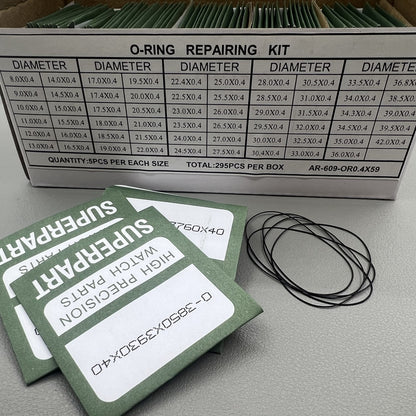 O-RING REPAIRING KIT
DIAMETER DIAMETER DIAMETER DIAMETER DIAMETER
8.0X0.4 14.0X0.4 17.0X0.4 19.5X0.4 22.4X0.4 25.0X0.4 28.0X0.4 30.5X0.4 33.5X0.4 36.8X
9.0X0.4 14.5X0.4 17.5X0.4 20.0X0.4 22.5X0.4 25.5X0.4 28.5X0.4 31.0X0.4 34.0X0.4 38.5X
10.0X0.4 15.0X0.4 17.5X0.4 20.5X0.4 23.0X0.4 26.0X0.4 29.0X0.4 31.5X0.4 34.5X0.4 39.0X
11.0X0.4 15.5X0.4 18.0X0.4 21.0X0.4 23.5X0.4 26.5X0.4 29.5X0.4 32.0X0.4 34.5X0.4 39.5X
12.0X0.4 16.0X0.4 18.5X0.4 21.5X0.4 24.0X0.4 27.0X0.4 30.0X0.4 32.5X0.4 35.5X0.4 42.0X0.4
13.0X0.4 16.5X0.4 19.0X0.4 22.0X0.4 24.5X0.4 27.5X0.4 30.4X0.4 33.0X0.4 36.0X0.4
QUANTITY:5PCS PER EACH SIZE TOTAL:295PCS PER BOX AR-609-OR0.4X59
SUPERPART
760X40
SUPERPART
HIGH PRECISION
WATCH PARTS
0-3850X3930X40